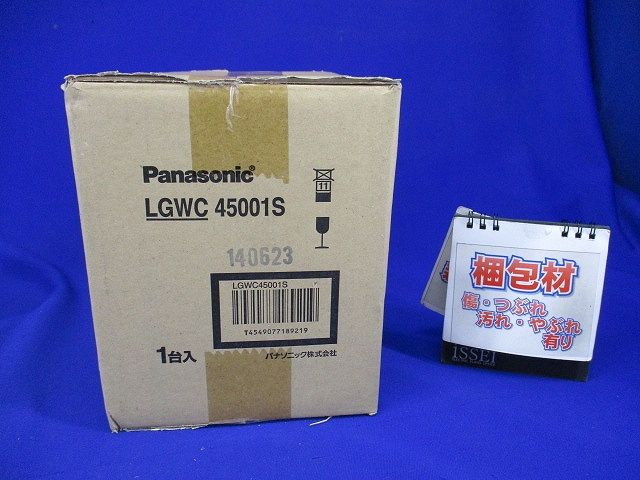 Panasonic®
LGWC 45001S
11
140623
LGWC45001S
T4549077189219
1台入
パナソニック株式会社
梱包材
傷・つぶれ
汚れ・やぶれ
有り
ISSEI